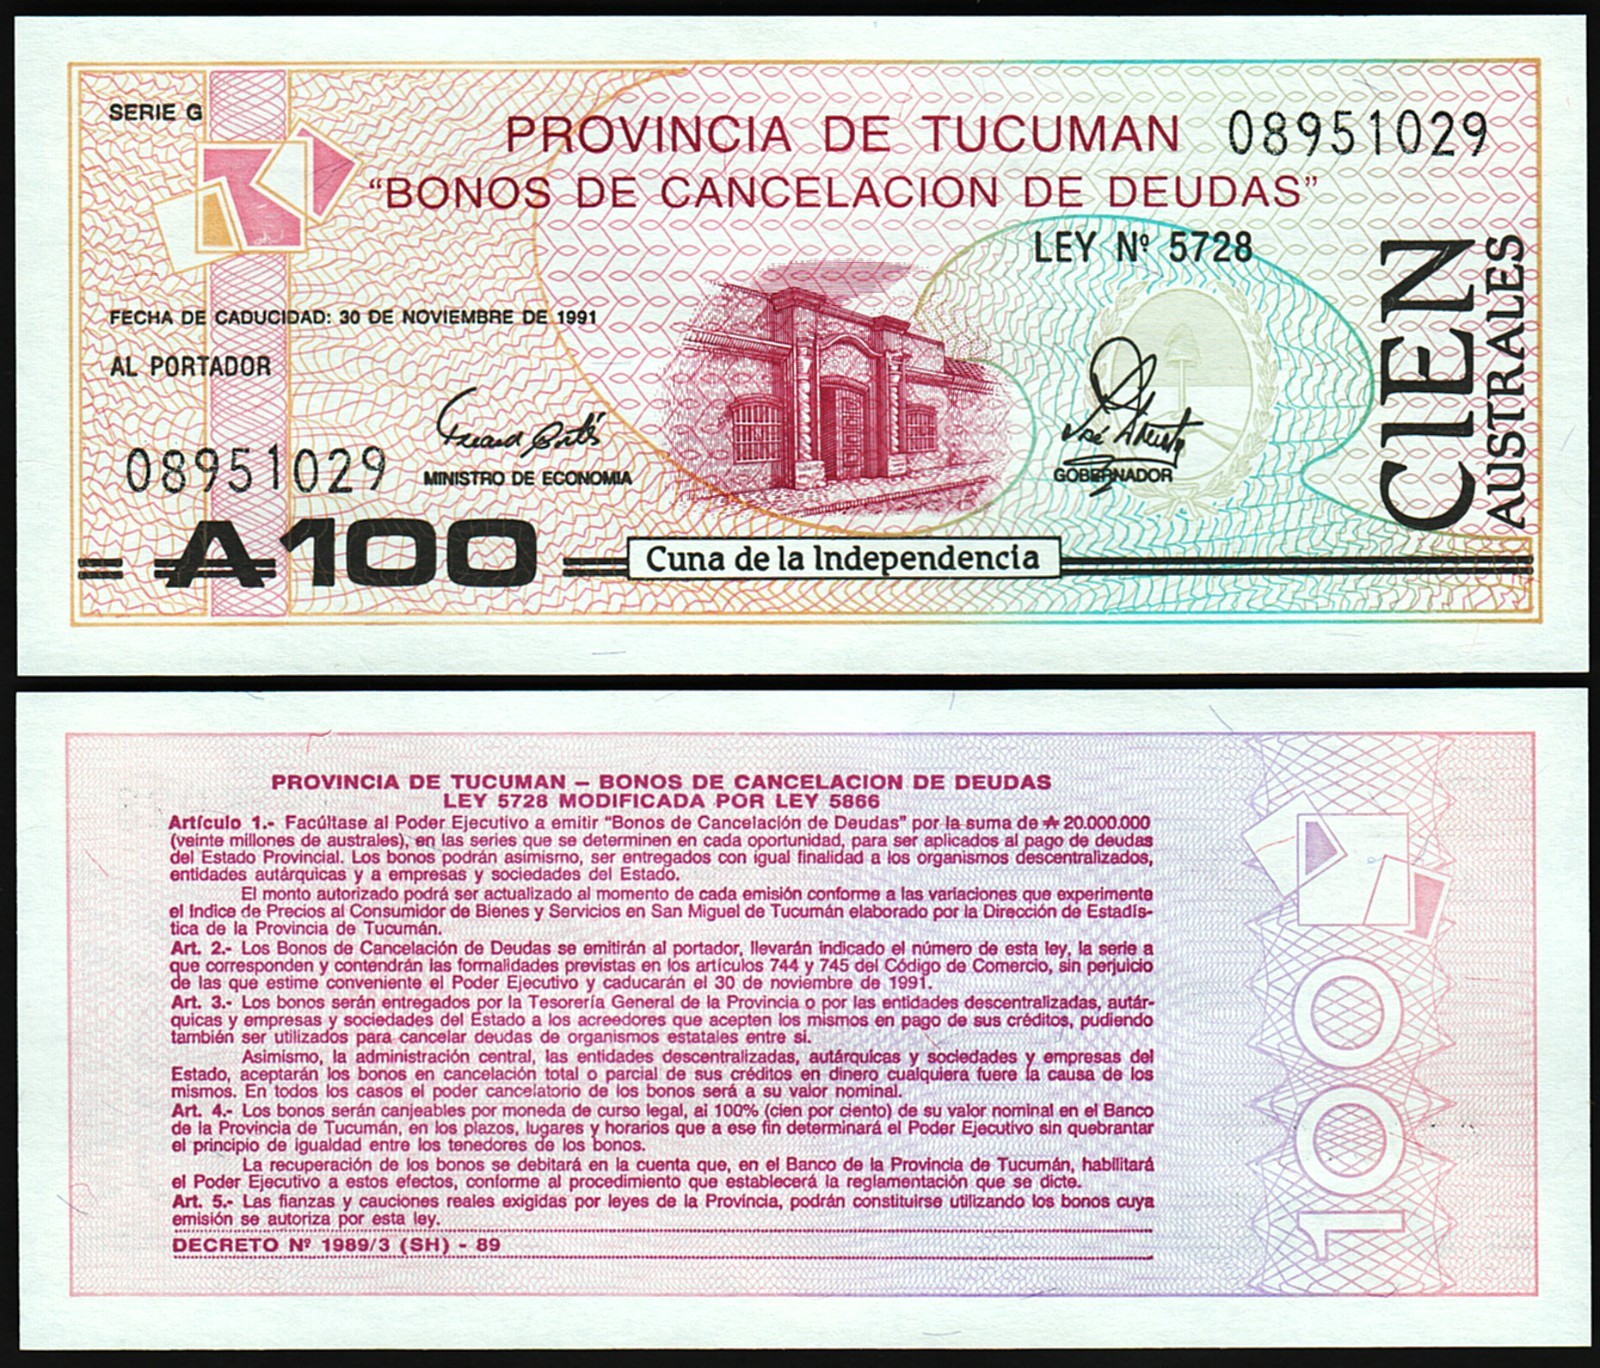 SERIE G
PROVINCIA DE TUCUMAN 08951029
“BONOS DE CANCELACION DE DEUDAS”
LEY Nº 5728
FECHA DE CADUCIDAD: 30 DE NOVIEMBRE DE 1991
AL PORTADOR
08951029
MINISTRO DE ECONOMIA
GOBERNADOR
CIEN
AUSTRALES
₳100
Cuna de la Independencia
PROVINCIA DE TUCUMAN – BONOS DE CANCELACION DE DEUDAS
LEY 5728 MODIFICADA POR LEY 5866
Artículo 1.- Facúltase al Poder Ejecutivo a emitir “Bonos de Cancelación de Deudas” por la suma de ₳ 20.000.000
(veinte millones de australes), en las series que se determinen en cada oportunidad, para ser aplicados al pago de deudas
del Estado Provincial. Los bonos podrán asimismo, ser entregados con igual finalidad a los organismos descentralizados,
entidades autárquicas y a empresas y sociedades del Estado.
El monto autorizado podrá ser actualizado al momento de cada emisión conforme a las variaciones que experimente
el Indice de Precios al Consumidor de Bienes y Servicios en San Miguel de Tucumán elaborado por la Dirección de Estadís-
tica de la Provincia de Tucumán.
Art. 2.- Los Bonos de Cancelación de Deudas se emitirán al portador, llevarán indicado el número de esta ley, la serie a
que corresponden y contendrán las formalidades previstas en los artículos 744 y 745 del Código de Comercio, sin perjuicio
de las que estime conveniente el Poder Ejecutivo y caducarán el 30 de noviembre de 1991.
Art. 3.- Los bonos serán entregados por la Tesorería General de la Provincia o por las entidades descentralizadas, autár-
quicas y empresas y sociedades del Estado a los acreedores que acepten los mismos en pago de sus créditos, pudiendo
también ser utilizados para cancelar deudas de organismos estatales entre sí.
Asimismo, la administración central, las entidades descentralizadas, autárquicas y sociedades y empresas del
Estado, aceptarán los bonos en cancelación total o parcial de sus créditos en dinero cualquiera fuere la causa de los
mismos. En todos los casos el poder cancelatorio de los bonos será a su valor nominal.
Art. 4.- Los bonos serán canjeables por moneda de curso legal, al 100% (cien por ciento) de su valor nominal en el Banco
de la Provincia de Tucumán, en los plazos, lugares y horarios que a ese fin determinará el Poder Ejecutivo sin quebrantar
el principio de igualdad entre los tenedores de los bonos.
La recuperación de los bonos se debitará en la cuenta que, en el Banco de la Provincia de Tucumán, habilitará
el Poder Ejecutivo a estos efectos, conforme al procedimiento que establecerá la reglamentación que se dicte.
Art. 5.- Las fianzas y cauciones reales exigidas por leyes de la Provincia, podrán constituirse utilizando los bonos cuya
emisión se autoriza por esta ley.
DECRETO Nº 1989/3 (SH) - 89
100